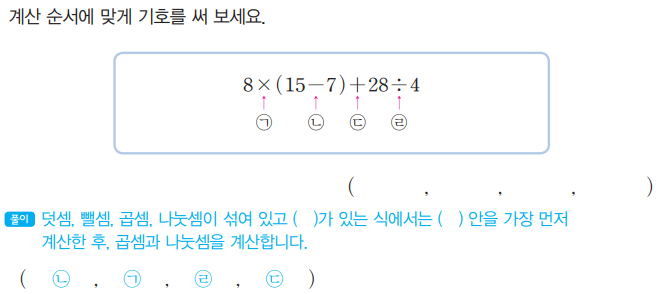 계산 순서에 맞게 기호를 써 보세요.
8×(15－7)＋28÷4
㉠ ㉡ ㉢ ㉣
( , , , )
풀이 덧셈, 뺄셈, 곱셈, 나눗셈이 섞여 있고 ( )가 있는 식에서는 ( ) 안을 가장 먼저
계산한 후, 곱셈과 나눗셈을 계산합니다.
( ㉡ , ㉠ , ㉣ , ㉢ )